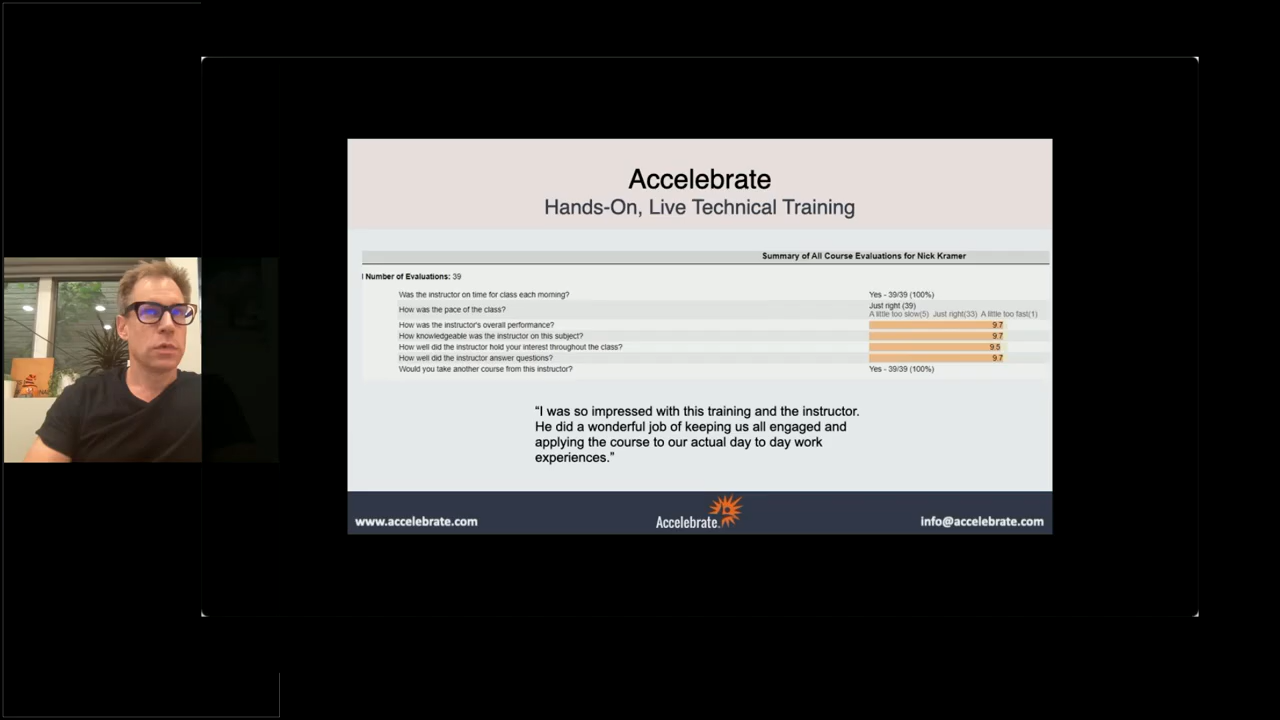 Accelebrate
Hands-On, Live Technical Training
Summary of All Course Evaluations for Nick Kramer
Number of Evaluations: 39
Was the instructor on time for class each morning? Yes - 39/39 (100%)
How was the pace of the class? Just right (39)
A little too slow(5) Just right(33) A little too fast(1)
How was the instructor's overall performance? 9.7
How knowledgeable was the instructor on this subject? 9.7
How well did the instructor hold your interest throughout the class? 9.5
How well did the instructor answer questions? 9.7
Would you take another course from this instructor? Yes - 39/39 (100%)
“I was so impressed with this training and the instructor.
He did a wonderful job of keeping us all engaged and
applying the course to our actual day to day work
experiences.”
www.accelebrate.com
Accelebrate
info@accelebrate.com